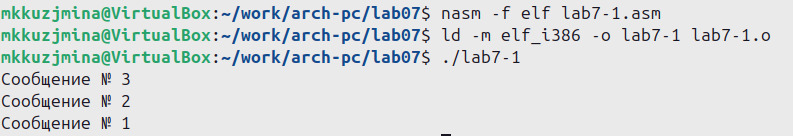 mkkuzjmina@VirtualBox:~/work/arch-pc/lab07$ nasm -f elf lab7-1.asm
mkkuzjmina@VirtualBox:~/work/arch-pc/lab07$ ld -m elf_i386 -o lab7-1 lab7-1.o
mkkuzjmina@VirtualBox:~/work/arch-pc/lab07$ ./lab7-1
Сообщение № 3
Сообщение № 2
Сообщение № 1